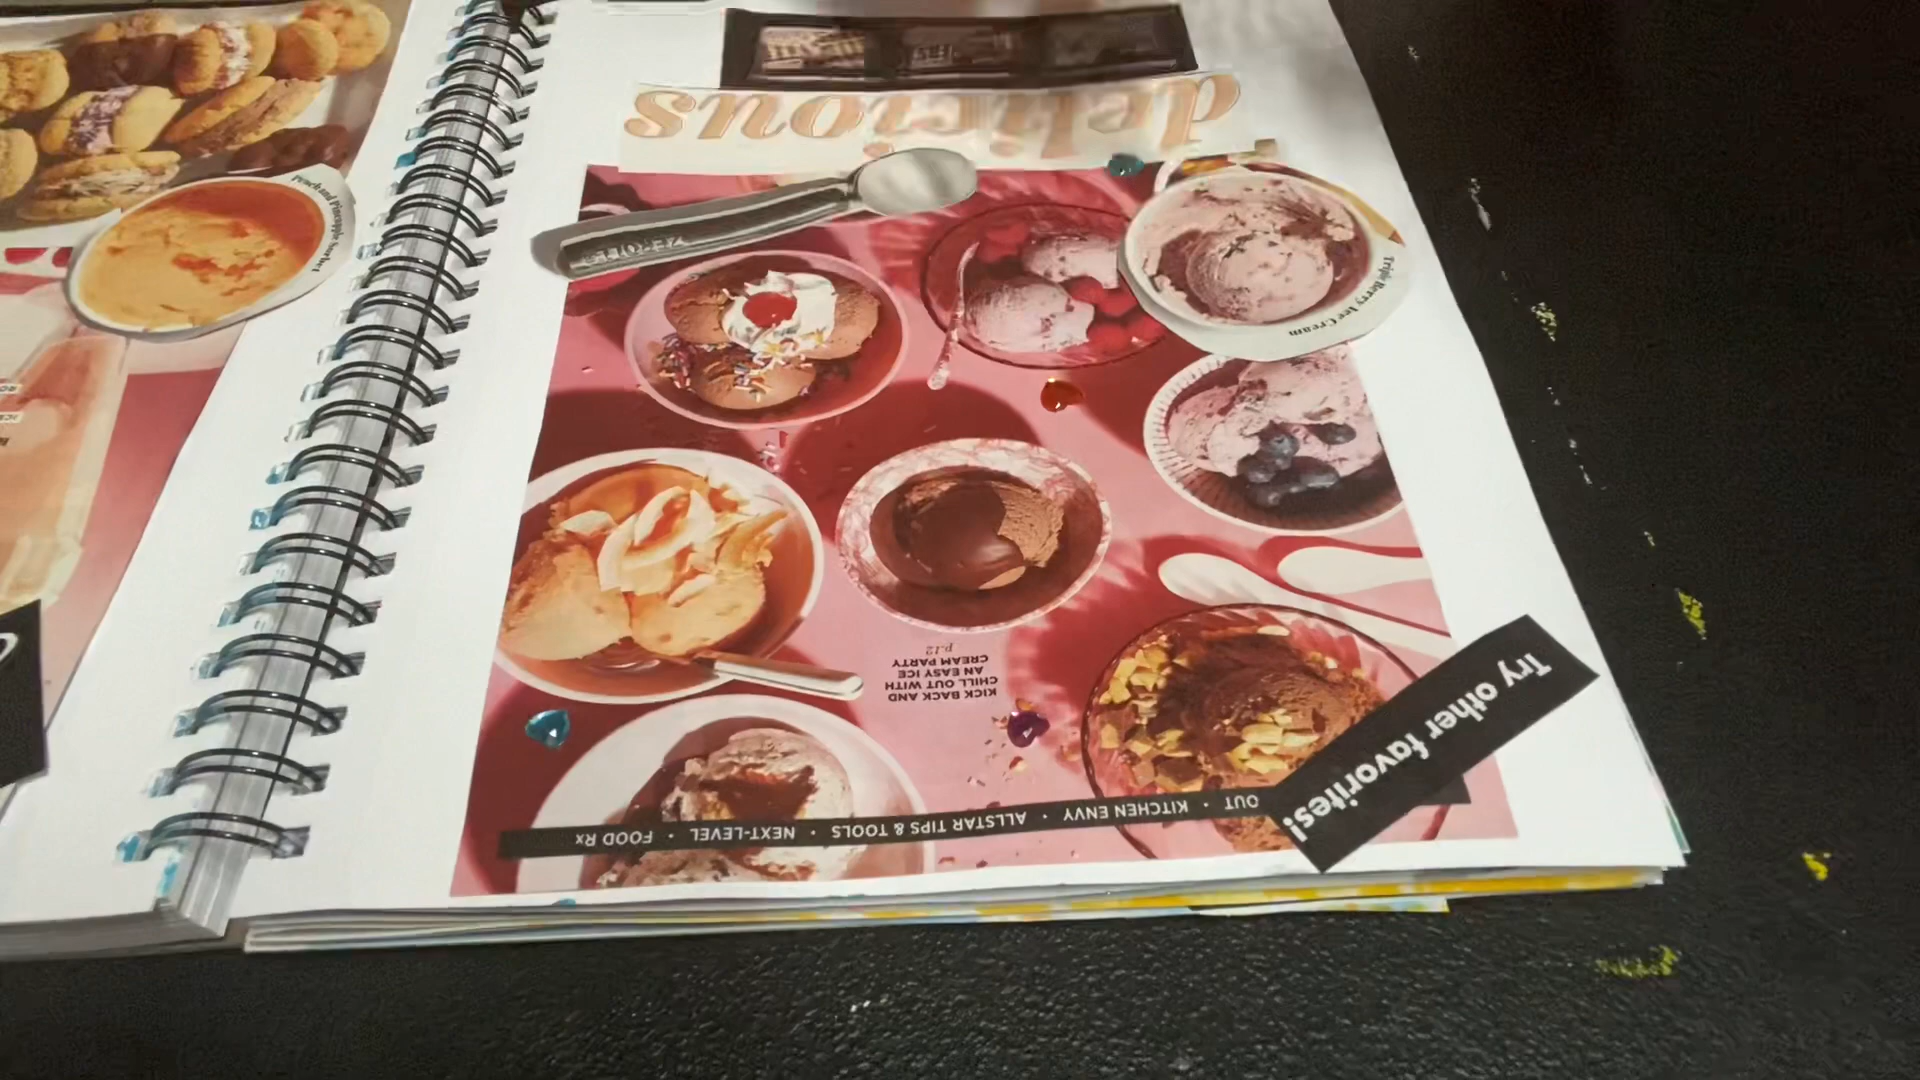 Try other favorites!
OUT • KITCHEN ENVY • ALLSTAR TIPS & TOOLS • NEXT-LEVEL • FOOD Rx
KICK BACK AND
CHILL OUT WITH
AN EASY ICE
CREAM PARTY
p.12
Triple Berry Ice Cream
delicious
Peach and Pineapple Sorbet